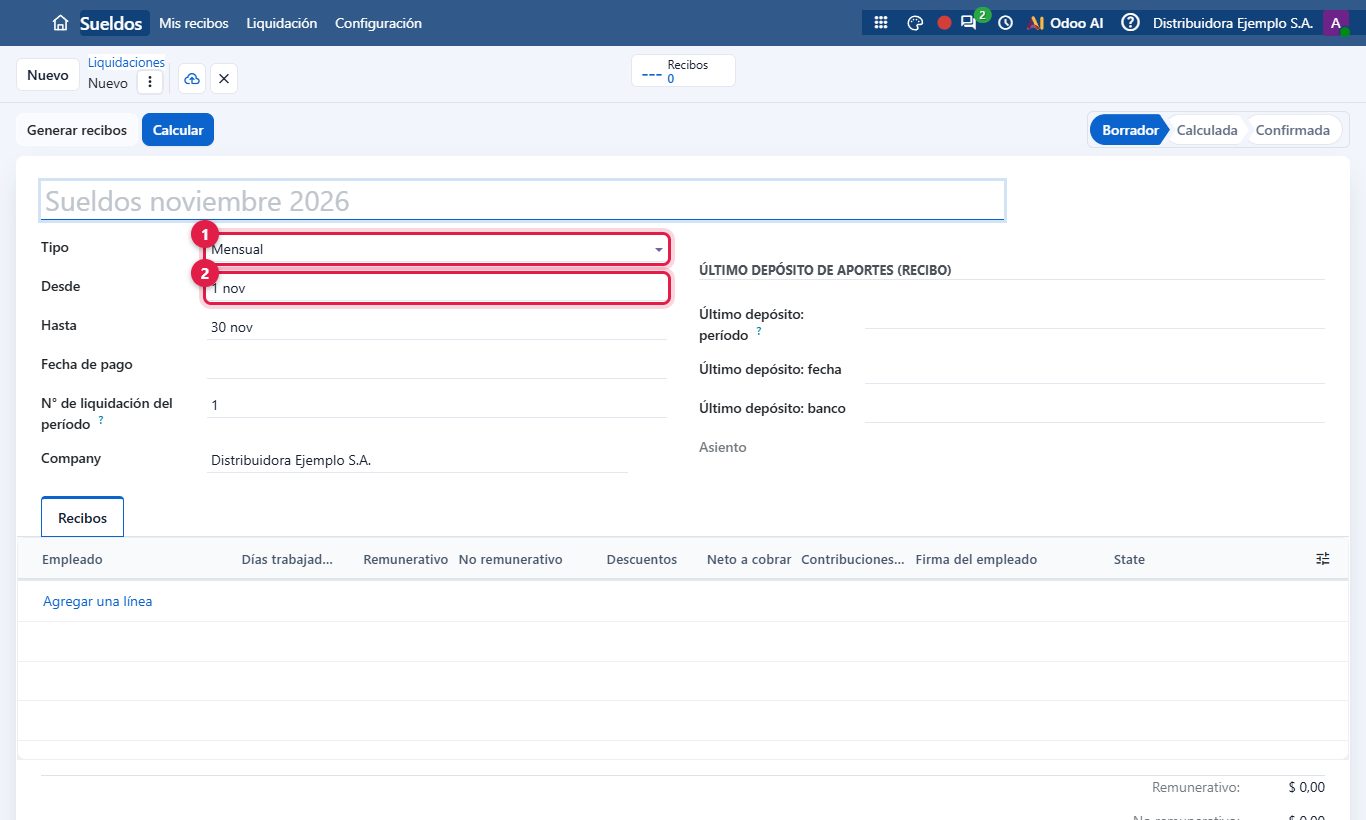 Sueldos Mis recibos Liquidación Configuración 2 Odoo AI Distribuidora Ejemplo S.A. A
Nuevo Liquidaciones
Nuevo
Recibos
0
Generar recibos Calcular Borrador Calculada Confirmada
Sueldos noviembre 2026
1
Tipo Mensual
2
Desde 1 nov
Hasta 30 nov
Fecha de pago
N° de liquidación del período ? 1
Company Distribuidora Ejemplo S.A.
ÚLTIMO DEPÓSITO DE APORTES (RECIBO)
Último depósito:
período ?
Último depósito: fecha
Último depósito: banco
Asiento
Recibos
Empleado Días trabajad... Remunerativo No remunerativo Descuentos Neto a cobrar Contribuciones... Firma del empleado State
Agregar una línea
Remunerativo: $ 0,00
No remunerativo: $ 0,00